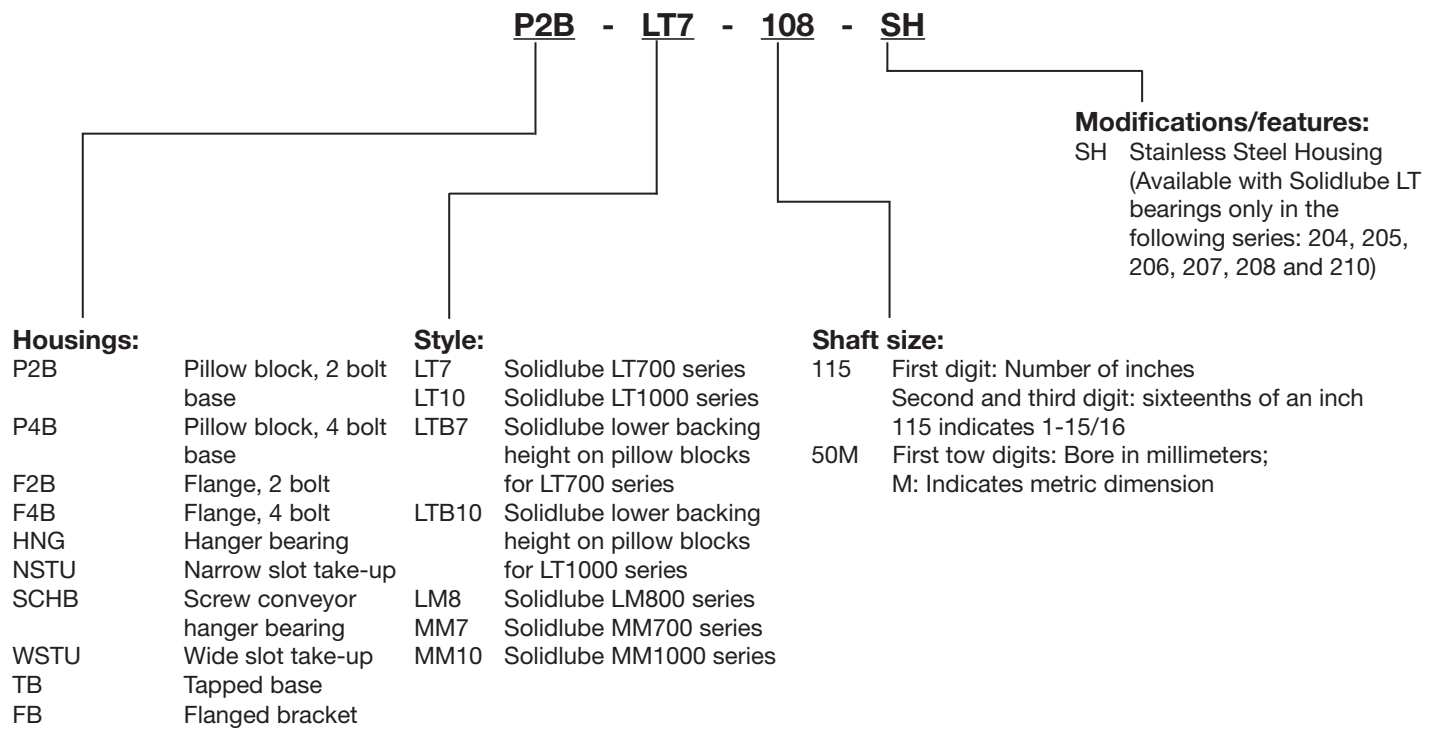 P2B - LT7 - 108 - SH
Modifications/features:
SH Stainless Steel Housing
(Available with Solidlube LT
bearings only in the
following series: 204, 205,
206, 207, 208 and 210)
Housings:
P2B Pillow block, 2 bolt
base
P4B Pillow block, 4 bolt
base
F2B Flange, 2 bolt
F4B Flange, 4 bolt
HNG Hanger bearing
NSTU Narrow slot take-up
SCHB Screw conveyor
hanger bearing
WSTU Wide slot take-up
TB Tapped base
FB Flanged bracket
Style:
LT7 Solidlube LT700 series
LT10 Solidlube LT1000 series
LTB7 Solidlube lower backing
height on pillow blocks
for LT700 series
LTB10 Solidlube lower backing
height on pillow blocks
for LT1000 series
LM8 Solidlube LM800 series
MM7 Solidlube MM700 series
MM10 Solidlube MM1000 series
Shaft size:
115 First digit: Number of inches
Second and third digit: sixteenths of an inch
115 indicates 1-15/16
50M First tow digits: Bore in millimeters;
M: Indicates metric dimension